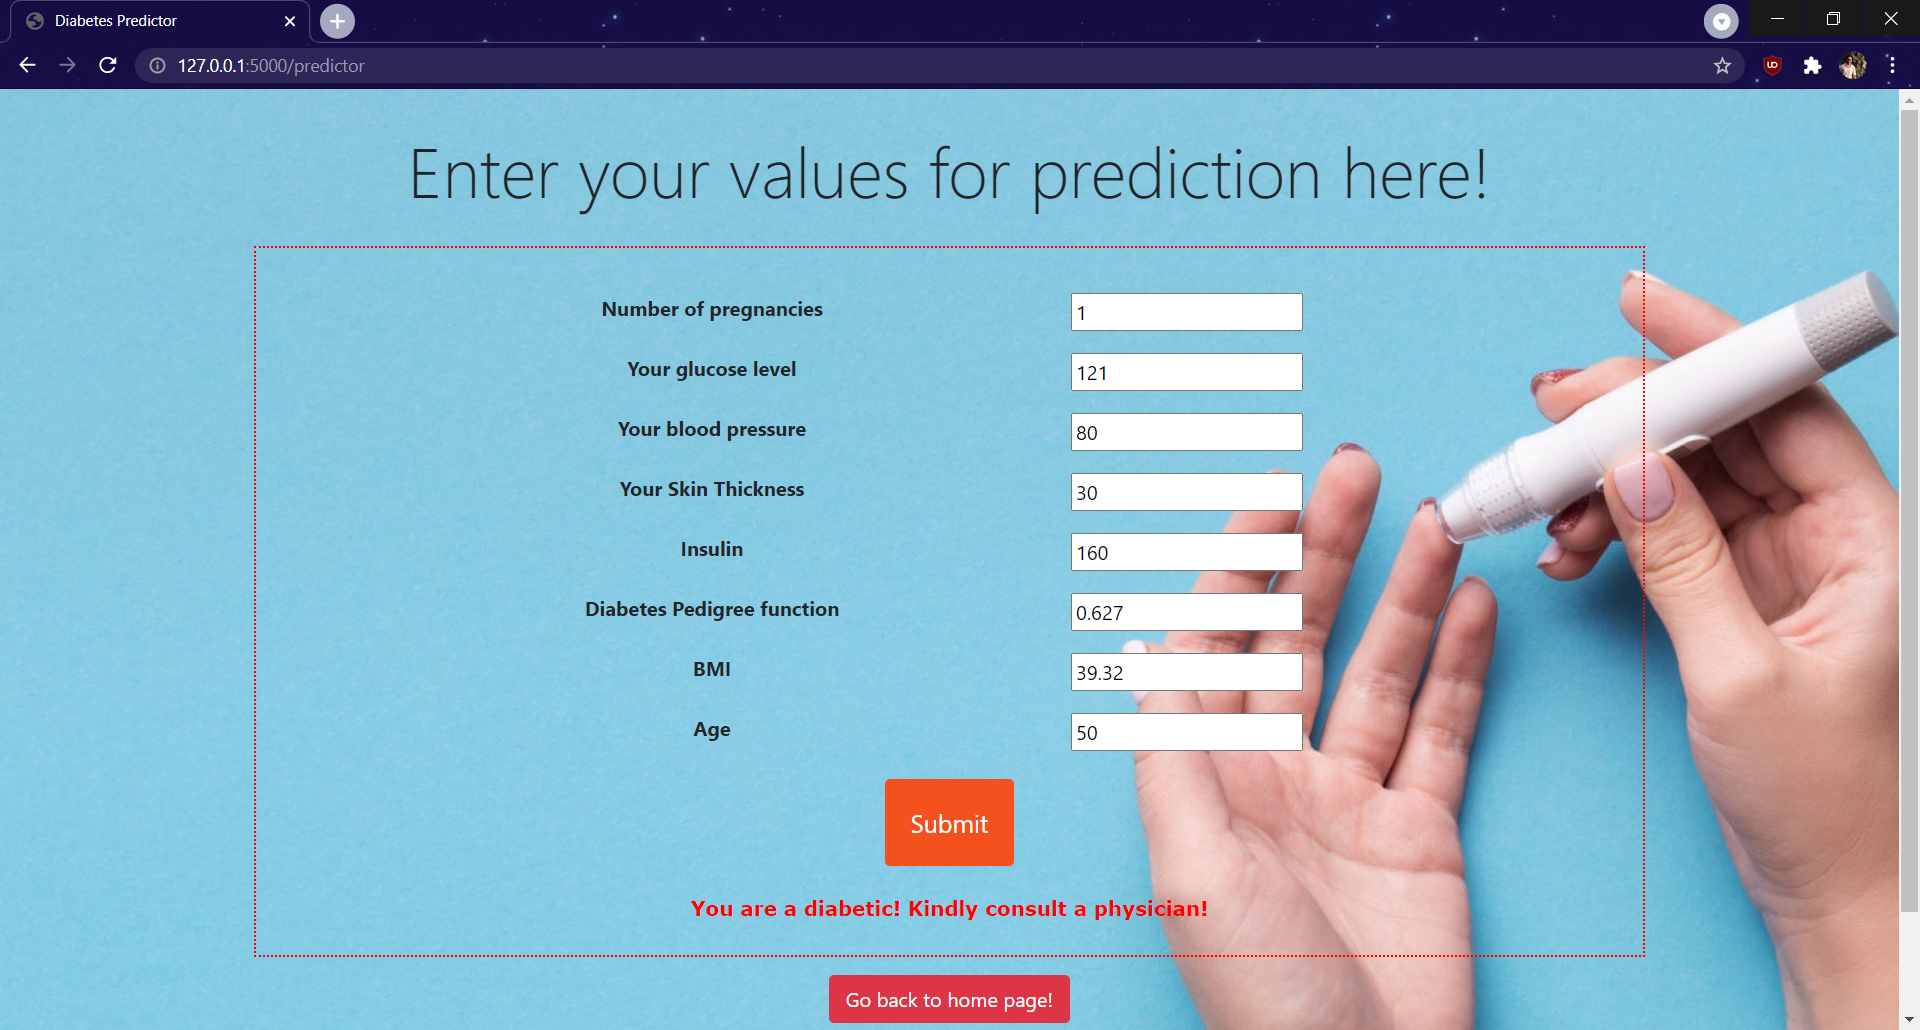 Diabetes Predictor
127.0.0.1:5000/predictor
Enter your values for prediction here!
Number of pregnancies 1
Your glucose level 121
Your blood pressure 80
Your Skin Thickness 30
Insulin 160
Diabetes Pedigree function 0.627
BMI 39.32
Age 50
Submit
You are a diabetic! Kindly consult a physician!
Go back to home page!